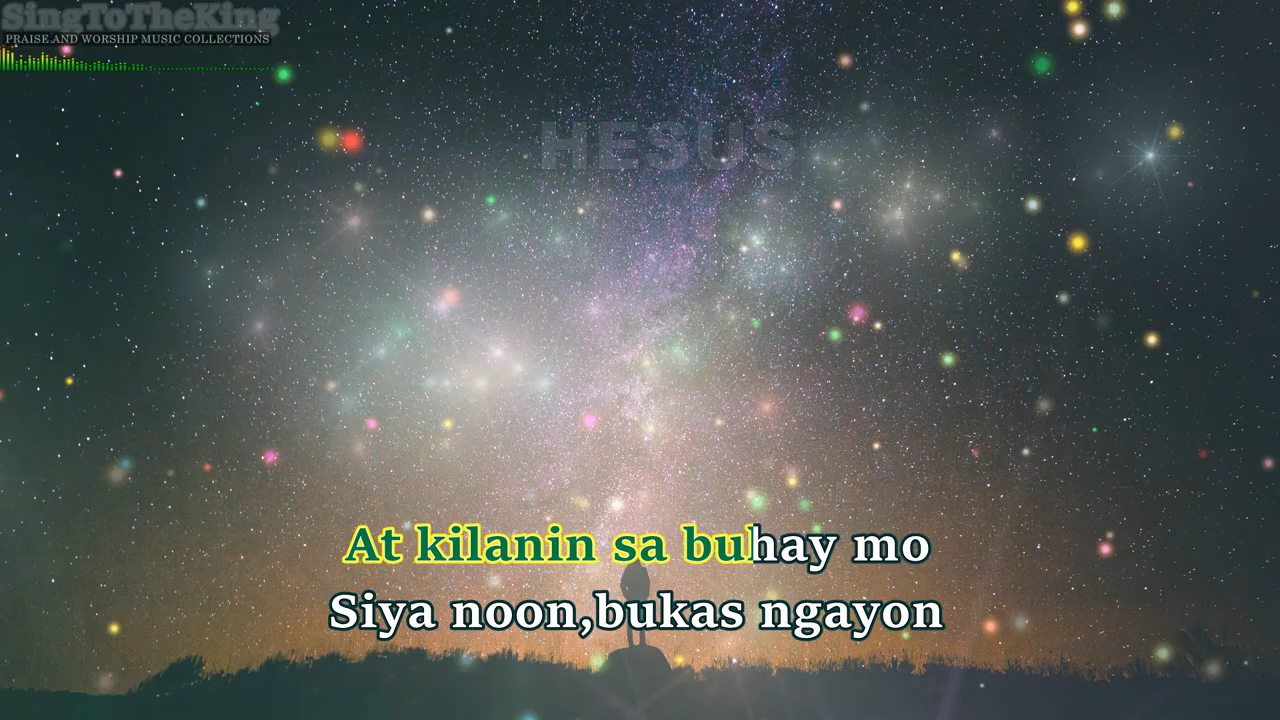 SingToTheKing
PRAISE AND WORSHIP MUSIC COLLECTIONS
HESUS
At kilanin sa buhay mo
Siya noon,bukas ngayon